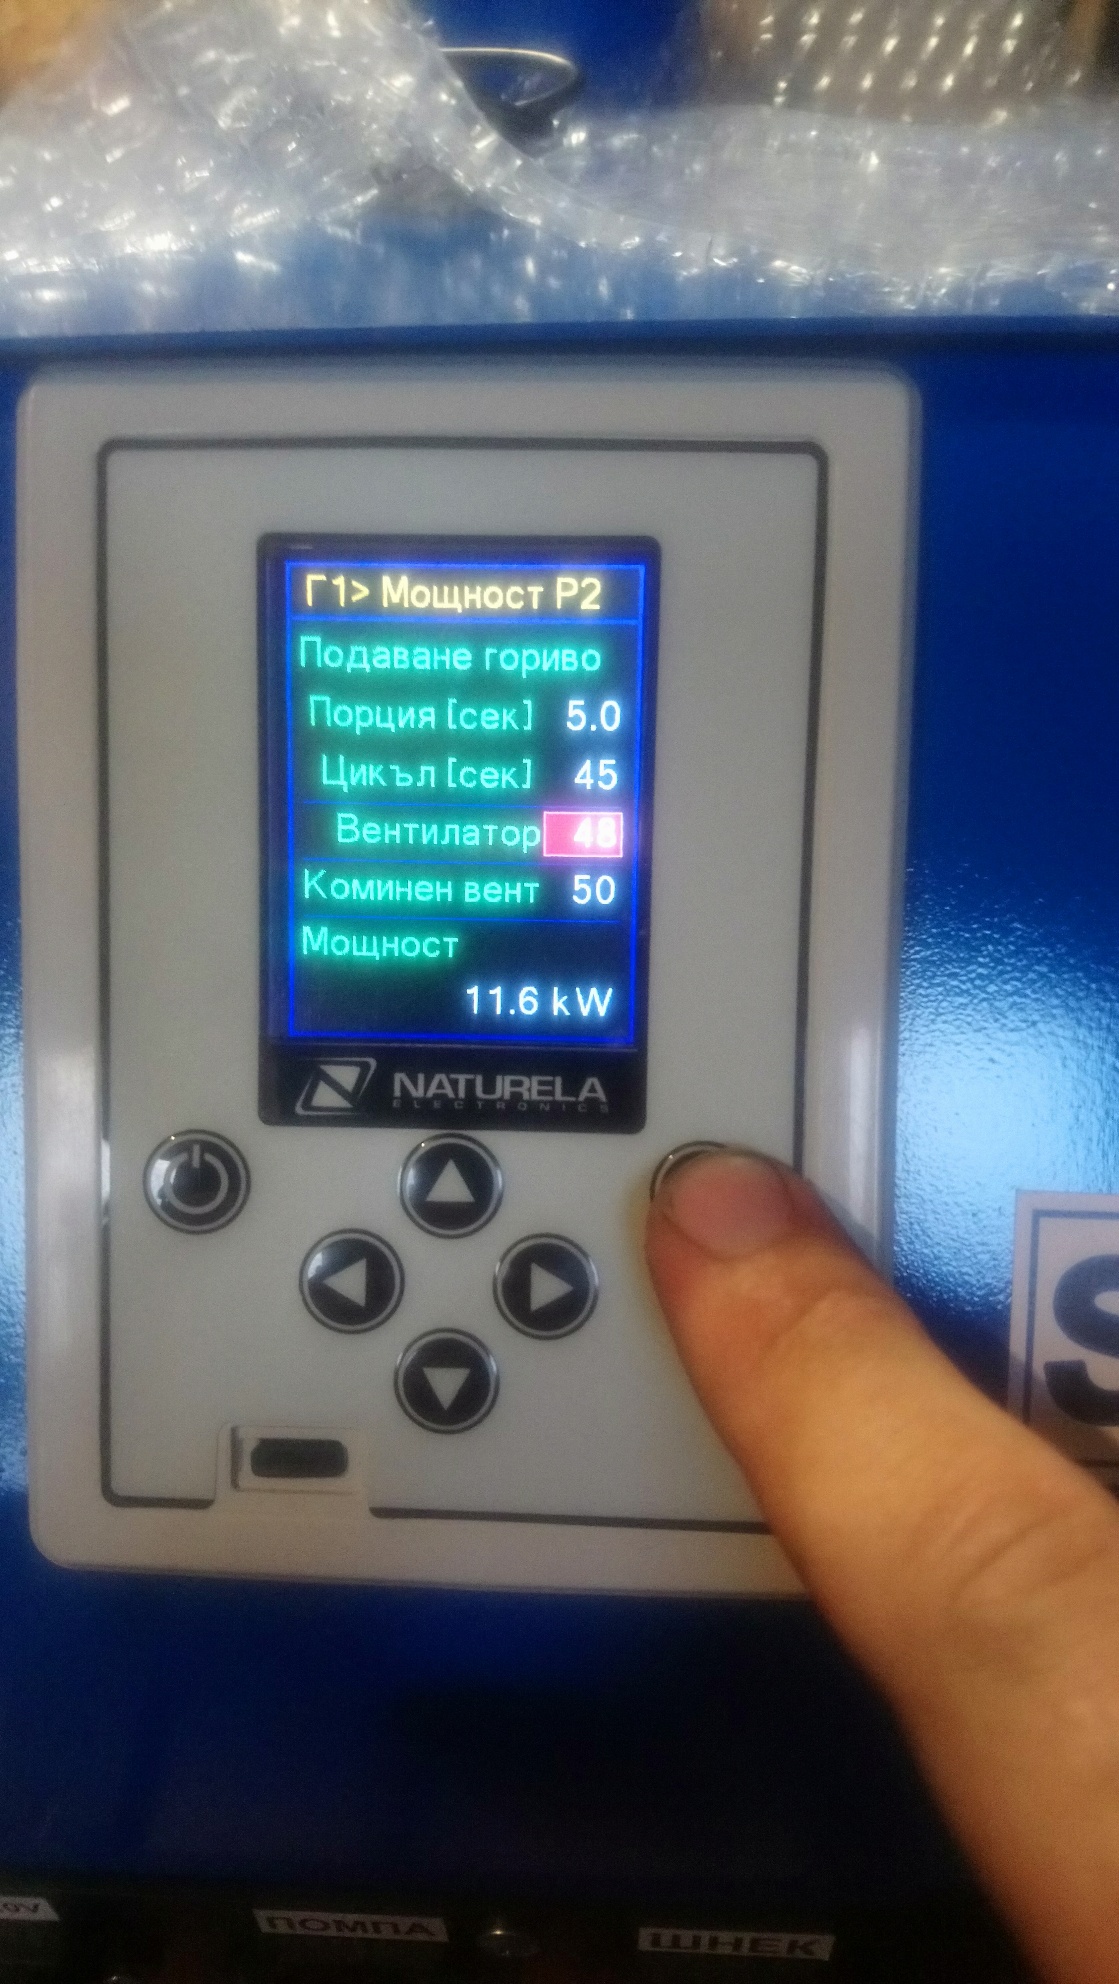 Г1> Мощност P2
Подаване гориво
Порция [сек] 5.0
Цикъл [сек] 45
Вентилатор 48
Коминен вент 50
Мощност
11.6 kW
NATURELA
ELECTRONICS
S
ПОМПА
ШНЕК